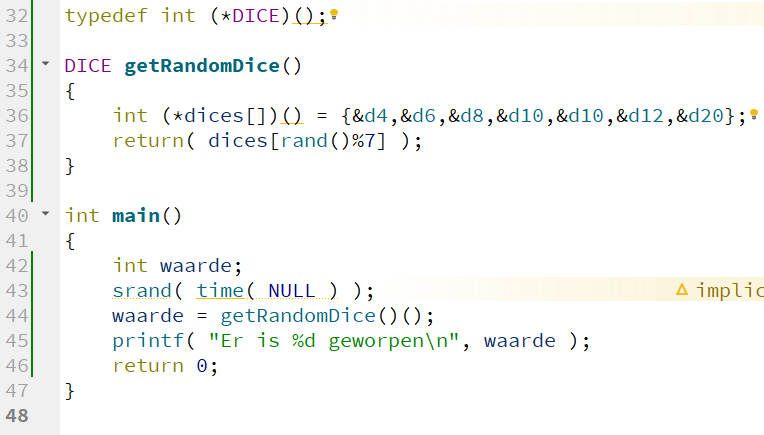 32 typedef int (*DICE)();
33
34 DICE getRandomDice()
35 {
36     int (*dices[])() = {&d4,&d6,&d8,&d10,&d10,&d12,&d20};
37     return( dices[rand()%7] );
38 }
39
40 int main()
41 {
42     int waarde;
43     srand( time( NULL ) ); implic
44     waarde = getRandomDice()();
45     printf( "Er is %d geworpen\n", waarde );
46     return 0;
47 }
48